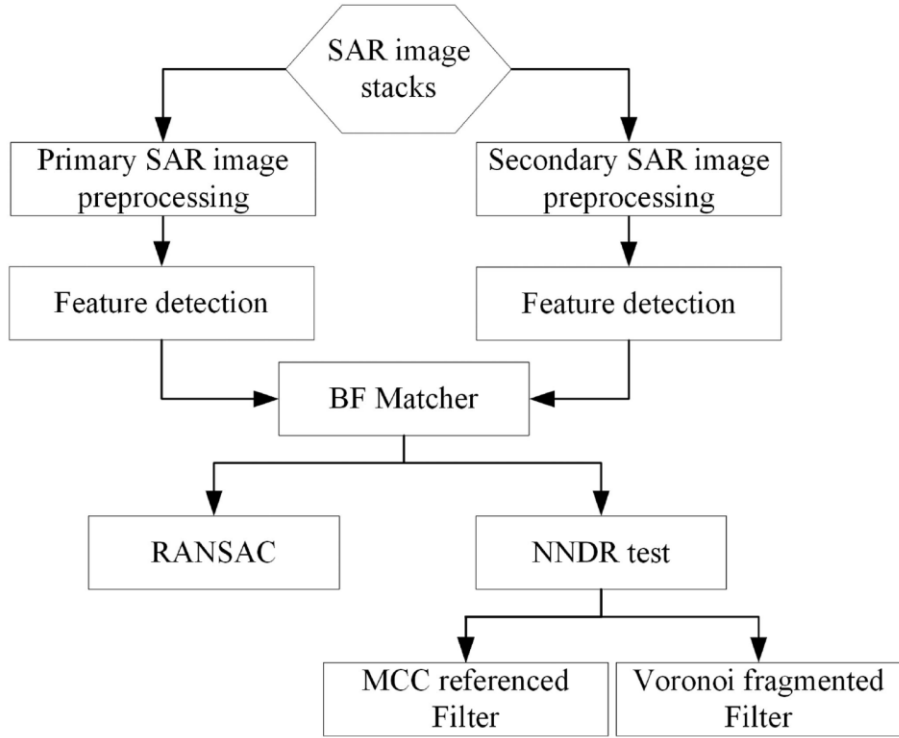 SAR image
stacks
Primary SAR image
preprocessing
Secondary SAR image
preprocessing
Feature detection
Feature detection
BF Matcher
RANSAC
NNDR test
MCC referenced
Filter
Voronoi fragmented
Filter